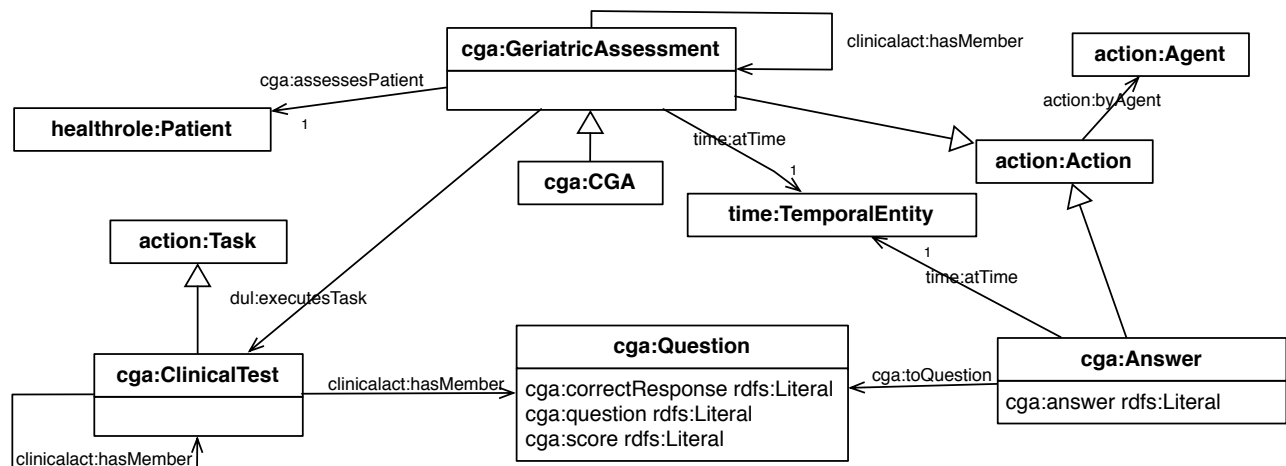 cga:GeriatricAssessment
clinicalact:hasMember
action:Agent
cga:assessesPatient
action:byAgent
healthrole:Patient
1
time:atTime
action:Action
cga:CGA
1
time:TemporalEntity
action:Task
1
time:atTime
dul:executesTask
cga:Question
cga:Answer
cga:ClinicalTest
clinicalact:hasMember
cga:toQuestion
cga:correctResponse rdfs:Literal
cga:question rdfs:Literal
cga:score rdfs:Literal
cga:answer rdfs:Literal
clinicalact:hasMember